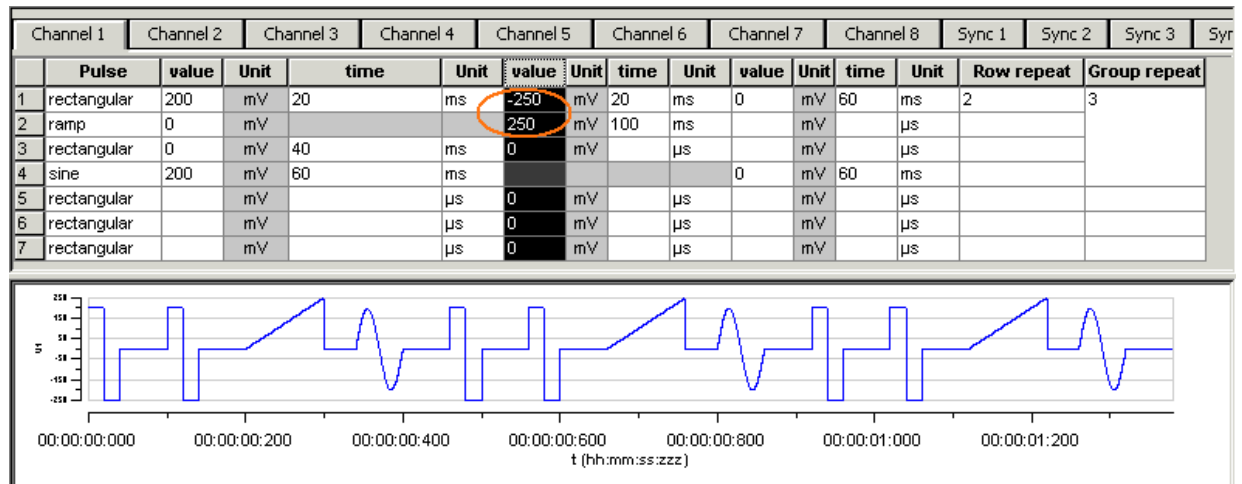 Channel 1 Channel 2 Channel 3 Channel 4 Channel 5 Channel 6 Channel 7 Channel 8 Sync 1 Sync 2 Sync 3
Pulse value Unit time Unit value Unit time Unit value Unit time Unit Row repeat Group repeat
1 rectangular 200 mV 20 ms -250 mV 20 ms 0 mV 60 ms 2 3
2 ramp 0 mV 250 mV 100 ms mV µs
3 rectangular 0 mV 40 ms 0 mV µs mV µs
4 sine 200 mV 60 ms 0 mV 60 ms
5 rectangular mV µs 0 mV µs mV µs
6 rectangular mV µs 0 mV µs mV µs
7 rectangular mV µs 0 mV µs mV µs
250
150
50
-50
-150
-250
00:00:00:000 00:00:00:200 00:00:00:400 00:00:00:600 00:00:00:800 00:00:01:000 00:00:01:200
t (hh:mm:ss:zzz)